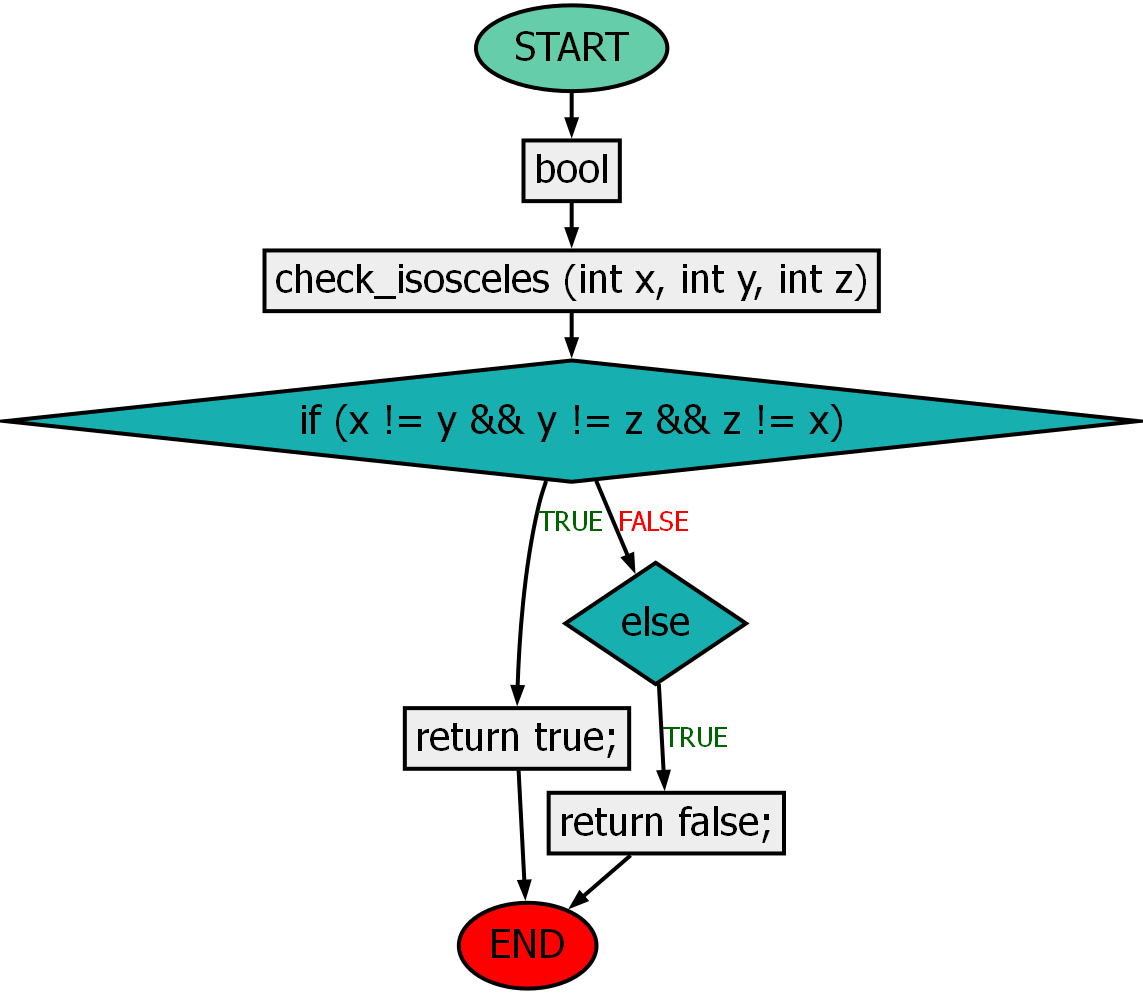 START
bool
check_isosceles (int x, int y, int z)
if (x != y && y != z && z != x)
TRUE
FALSE
else
return true;
TRUE
return false;
END